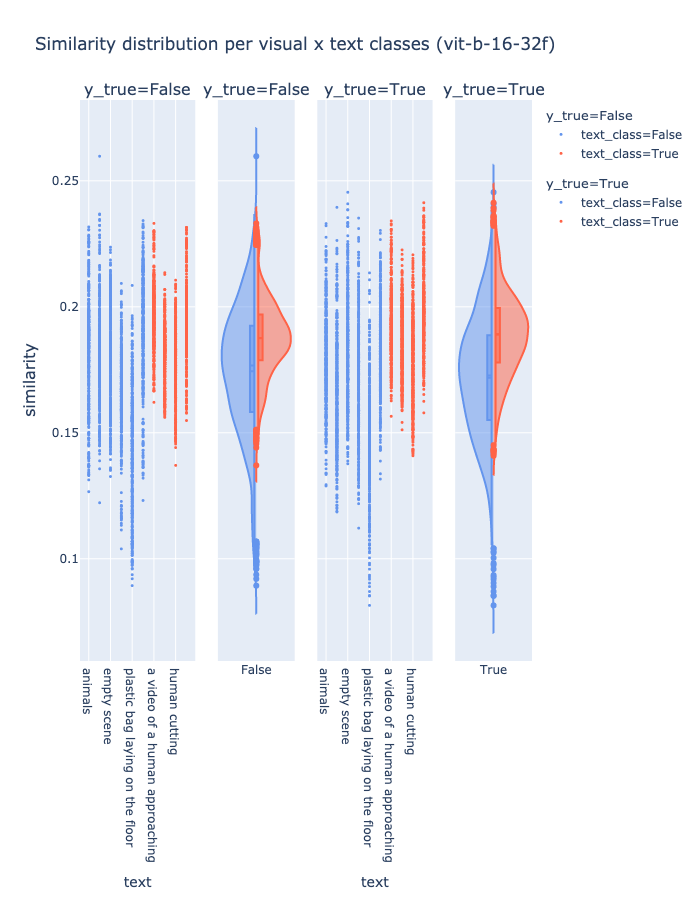 Similarity distribution per visual x text classes (vit-b-16-32f)
y_true=False
y_true=False
y_true=True
y_true=True
y_true=False
text_class=False
text_class=True
y_true=True
text_class=False
text_class=True
similarity
0.25
0.2
0.15
0.1
animals
empty scene
plastic bag laying on the floor
a video of a human approaching
human cutting
False
animals
empty scene
plastic bag laying on the floor
a video of a human approaching
human cutting
True
text
text